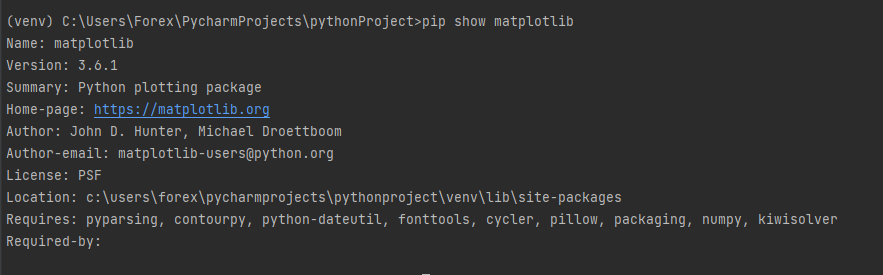 (venv) C:\Users\Forex\PycharmProjects\pythonProject>pip show matplotlib
Name: matplotlib
Version: 3.6.1
Summary: Python plotting package
Home-page: https://matplotlib.org
Author: John D. Hunter, Michael Droettboom
Author-email: matplotlib-users@python.org
License: PSF
Location: c:\users\forex\pycharmprojects\pythonproject\venv\lib\site-packages
Requires: pyparsing, contourpy, python-dateutil, fonttools, cycler, pillow, packaging, numpy, kiwisolver
Required-by: